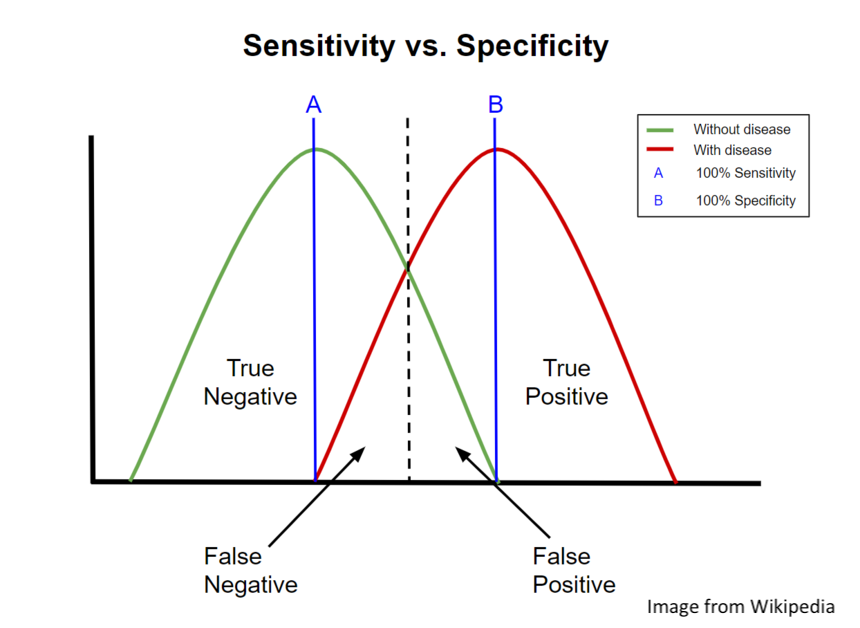 Sensitivity vs. Specificity
A
B
Without disease
With disease
A 100% Sensitivity
B 100% Specificity
True
Negative
True
Positive
False
Negative
False
Positive
Image from Wikipedia